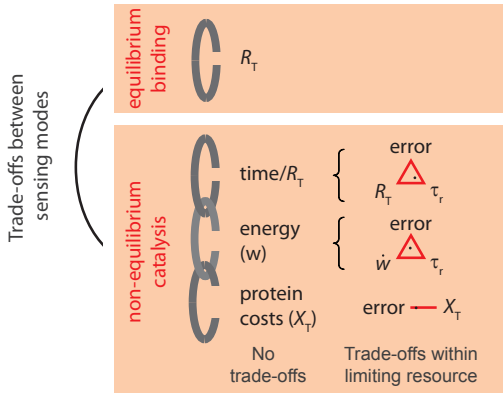 Trade-offs between
sensing modes
equilibrium
binding
R_T
non-equilibrium
catalysis
time/R_T
error
R_T
τ_r
energy
(w)
error
ẇ
τ_r
protein
costs (X_T)
error
X_T
No
trade-offs
Trade-offs within
limiting resource